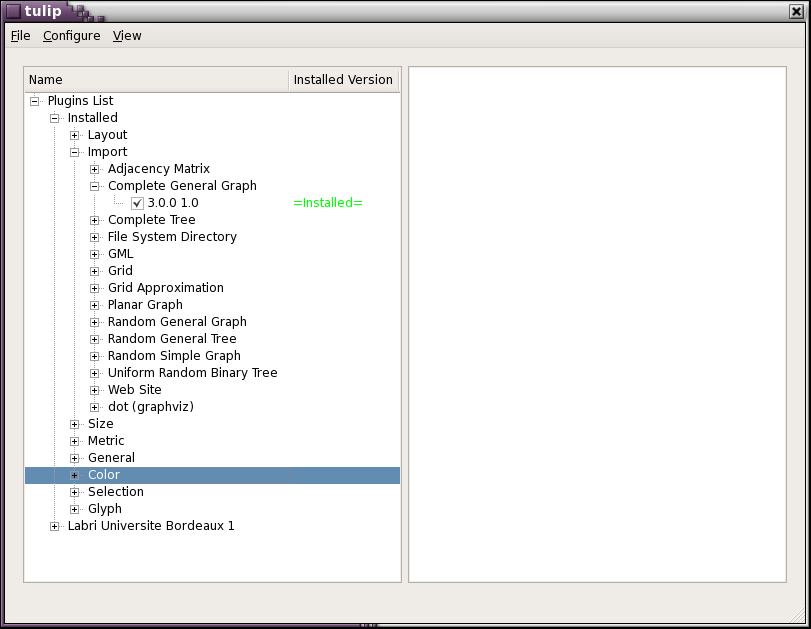 tulip
File Configure View
Name Installed Version
Plugins List
Installed
Layout
Import
Adjacency Matrix
Complete General Graph
3.0.0 1.0 =Installed=
Complete Tree
File System Directory
GML
Grid
Grid Approximation
Planar Graph
Random General Graph
Random General Tree
Random Simple Graph
Uniform Random Binary Tree
Web Site
dot (graphviz)
Size
Metric
General
Color
Selection
Glyph
Labri Universite Bordeaux 1